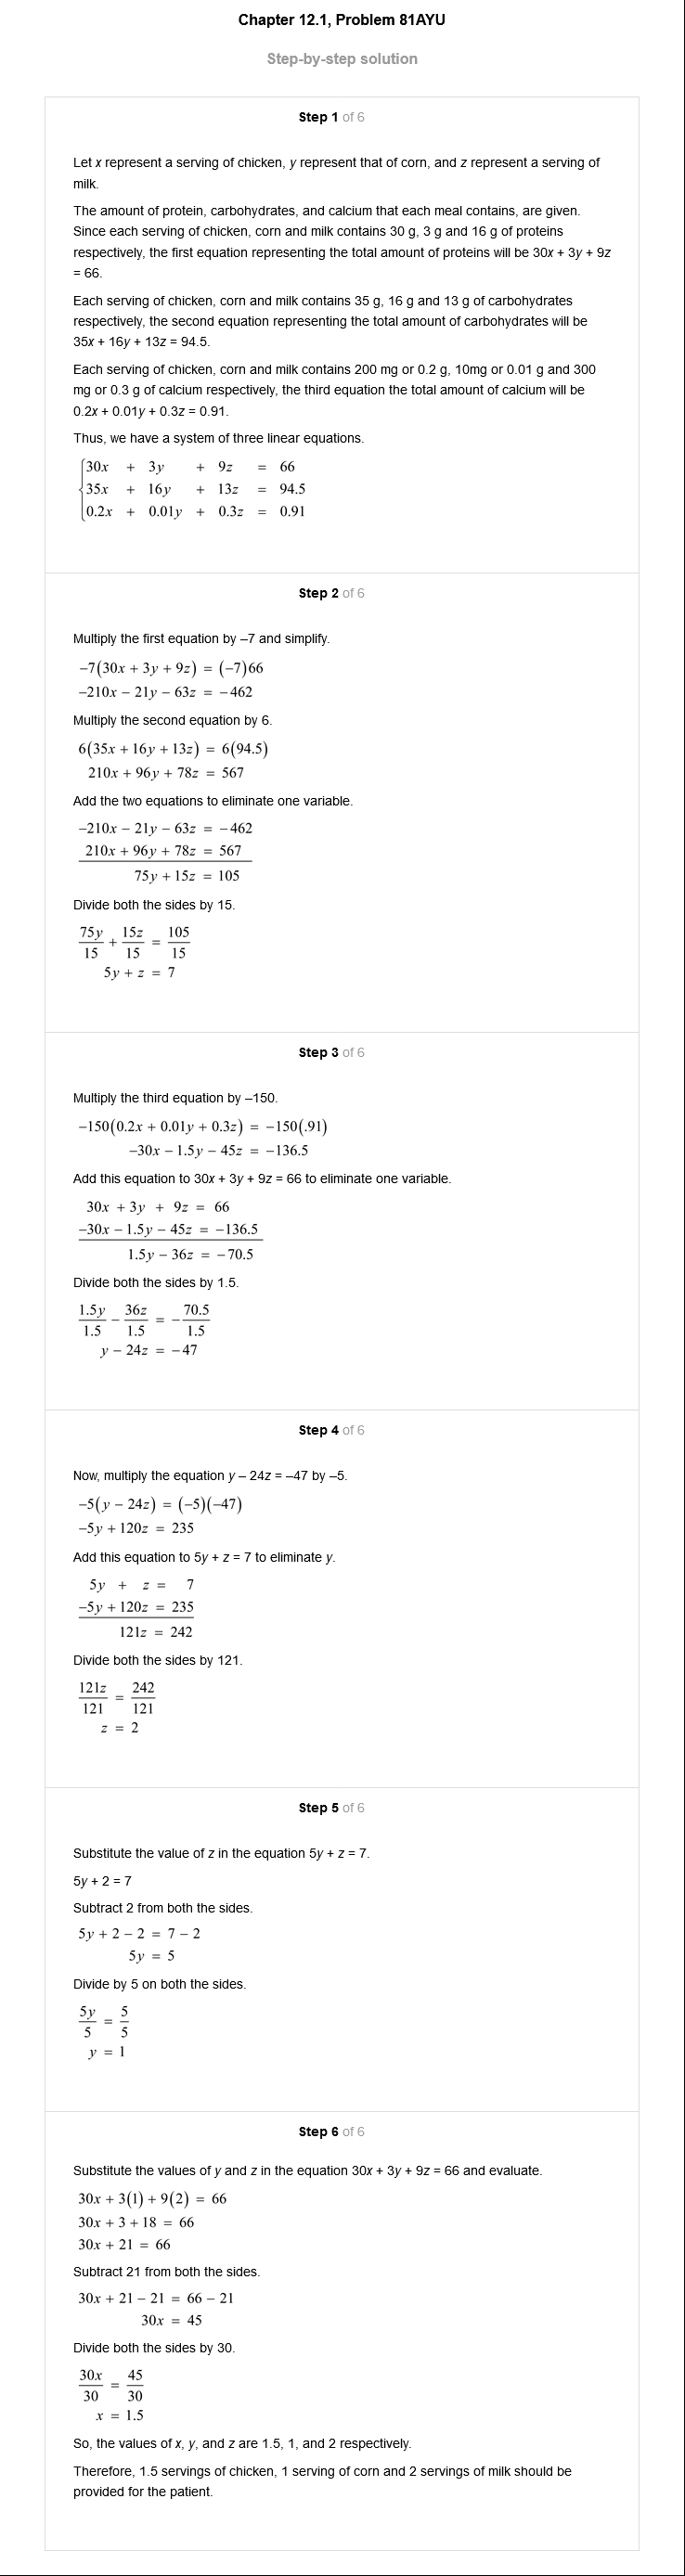 Chapter 12.1, Problem 81AYU
Step-by-step solution
Step 1 of 6
Let x represent a serving of chicken, y represent that of corn, and z represent a serving of
milk.
The amount of protein, carbohydrates, and calcium that each meal contains, are given.
Since each serving of chicken, corn and milk contains 30 g, 3 g and 16 g of proteins
respectively, the first equation representing the total amount of proteins will be 30x + 3y + 9z
= 66.
Each serving of chicken, corn and milk contains 35 g, 16 g and 13 g of carbohydrates
respectively, the second equation representing the total amount of carbohydrates will be
35x + 16y + 13z = 94.5.
Each serving of chicken, corn and milk contains 200 mg or 0.2 g, 10mg or 0.01 g and 300
mg or 0.3 g of calcium respectively, the third equation the total amount of calcium will be
0.2x + 0.01y + 0.3z = 0.91.
Thus, we have a system of three linear equations.
30x + 3y + 9z = 66
35x + 16y + 13z = 94.5
0.2x + 0.01y + 0.3z = 0.91
Step 2 of 6
Multiply the first equation by –7 and simplify.
−7(30x + 3y + 9z) = (−7)66
−210x − 21y − 63z = −462
Multiply the second equation by 6.
6(35x + 16y + 13z) = 6(94.5)
210x + 96y + 78z = 567
Add the two equations to eliminate one variable.
−210x − 21y − 63z = −462
210x + 96y + 78z = 567
75y + 15z = 105
Divide both the sides by 15.
75y/15 + 15z/15 = 105/15
5y + z = 7
Step 3 of 6
Multiply the third equation by –150.
−150(0.2x + 0.01y + 0.3z) = −150(.91)
−30x − 1.5y − 45z = −136.5
Add this equation to 30x + 3y + 9z = 66 to eliminate one variable.
30x + 3y + 9z = 66
−30x − 1.5y − 45z = −136.5
1.5y − 36z = −70.5
Divide both the sides by 1.5.
1.5y/1.5 − 36z/1.5 = −70.5/1.5
y − 24z = −47
Step 4 of 6
Now, multiply the equation y – 24z = –47 by –5.
−5(y − 24z) = (−5)(−47)
−5y + 120z = 235
Add this equation to 5y + z = 7 to eliminate y.
5y + z = 7
−5y + 120z = 235
121z = 242
Divide both the sides by 121.
121z/121 = 242/121
z = 2
Step 5 of 6
Substitute the value of z in the equation 5y + z = 7.
5y + 2 = 7
Subtract 2 from both the sides.
5y + 2 − 2 = 7 − 2
5y = 5
Divide by 5 on both the sides.
5y/5 = 5/5
y = 1
Step 6 of 6
Substitute the values of y and z in the equation 30x + 3y + 9z = 66 and evaluate.
30x + 3(1) + 9(2) = 66
30x + 3 + 18 = 66
30x + 21 = 66
Subtract 21 from both the sides.
30x + 21 − 21 = 66 − 21
30x = 45
Divide both the sides by 30.
30x/30 = 45/30
x = 1.5
So, the values of x, y, and z are 1.5, 1, and 2 respectively.
Therefore, 1.5 servings of chicken, 1 serving of corn and 2 servings of milk should be
provided for the patient.